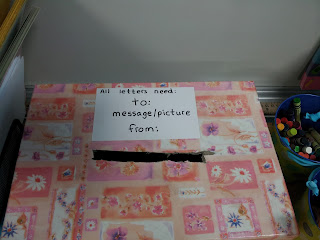 All letters need:
to:
message/picture
from: